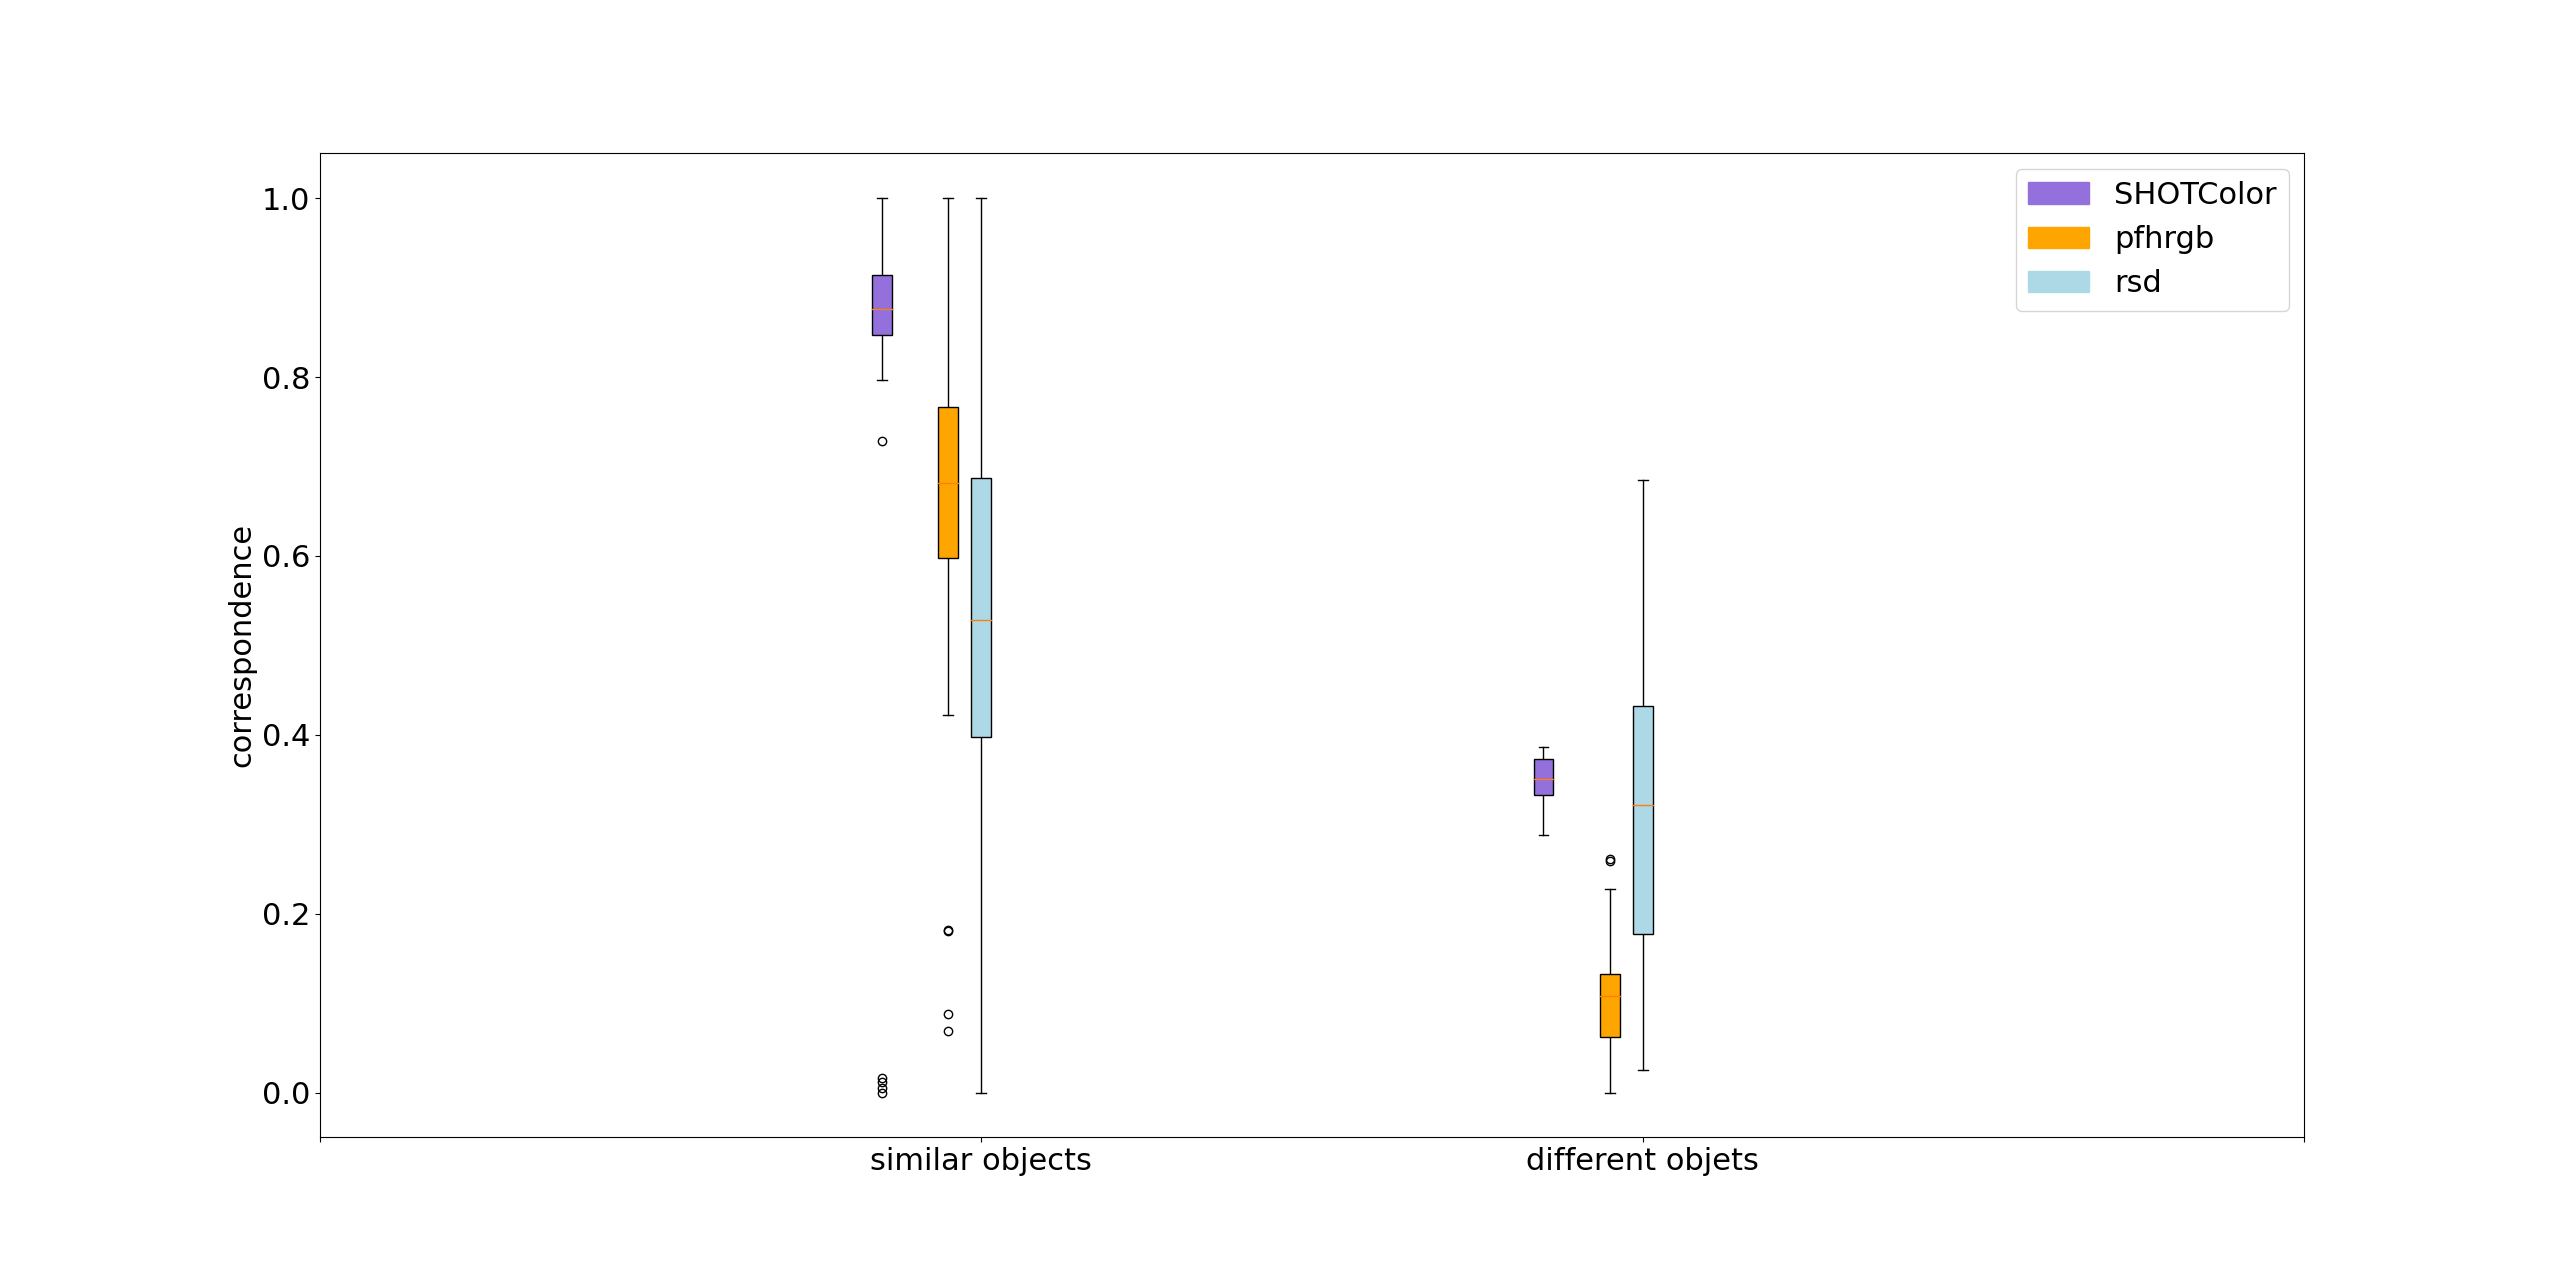 SHOTColor
pfhrgb
rsd
correspondence
1.0
0.8
0.6
0.4
0.2
0.0
similar objects
different objets